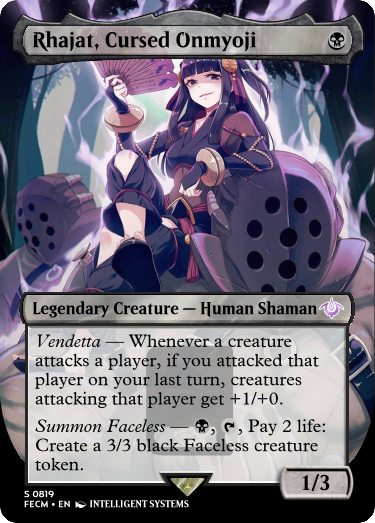 Rhajat, Cursed Onmyoji
Legendary Creature — Human Shaman
Vendetta — Whenever a creature
attacks a player, if you attacked that
player on your last turn, creatures
attacking that player get +1/+0.
Summon Faceless — , , Pay 2 life:
Create a 3/3 black Faceless creature
token.
1/3
S 0819
FECM • EN INTELLIGENT SYSTEMS